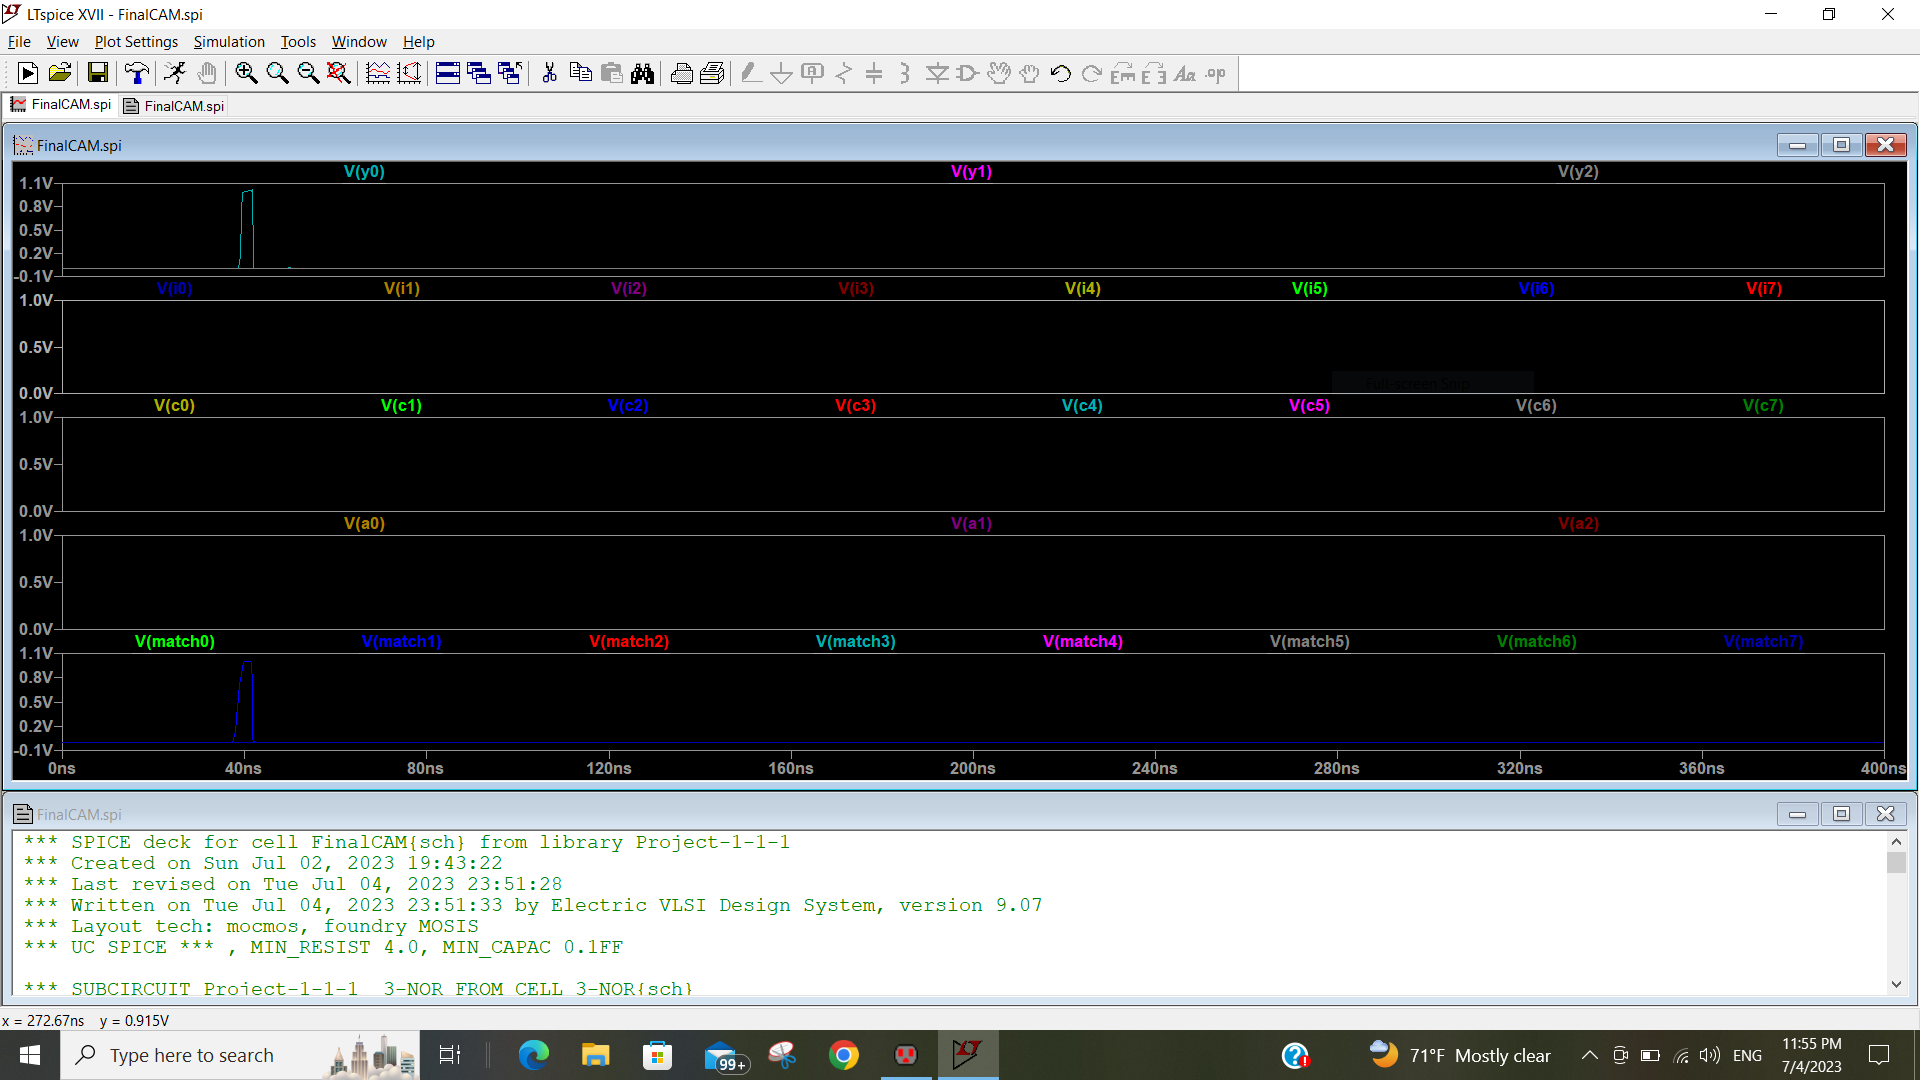 LTspice XVII - FinalCAM.spi
File View Plot Settings Simulation Tools Window Help
FinalCAM.spi FinalCAM.spi
FinalCAM.spi
V(y0) V(y1) V(y2)
1.1V
0.8V
0.5V
0.2V
-0.1V
V(i0) V(i1) V(i2) V(i3) V(i4) V(i5) V(i6) V(i7)
1.0V
0.5V
Full-screen Snip
0.0V
V(c0) V(c1) V(c2) V(c3) V(c4) V(c5) V(c6) V(c7)
1.0V
0.5V
0.0V
V(a0) V(a1) V(a2)
1.0V
0.5V
0.0V
V(match0) V(match1) V(match2) V(match3) V(match4) V(match5) V(match6) V(match7)
1.1V
0.8V
0.5V
0.2V
-0.1V
0ns 40ns 80ns 120ns 160ns 200ns 240ns 280ns 320ns 360ns 400ns
FinalCAM.spi
*** SPICE deck for cell FinalCAM{sch} from library Project-1-1-1
*** Created on Sun Jul 02, 2023 19:43:22
*** Last revised on Tue Jul 04, 2023 23:51:28
*** Written on Tue Jul 04, 2023 23:51:33 by Electric VLSI Design System, version 9.07
*** Layout tech: mocmos, foundry MOSIS
*** UC SPICE *** , MIN_RESIST 4.0, MIN_CAPAC 0.1FF
*** SUBCIRCUIT Project-1-1-1__3-NOR FROM CELL 3-NOR{sch}
x = 272.67ns y = 0.915V
Type here to search
99+
71°F Mostly clear
ENG
11:55 PM
7/4/2023